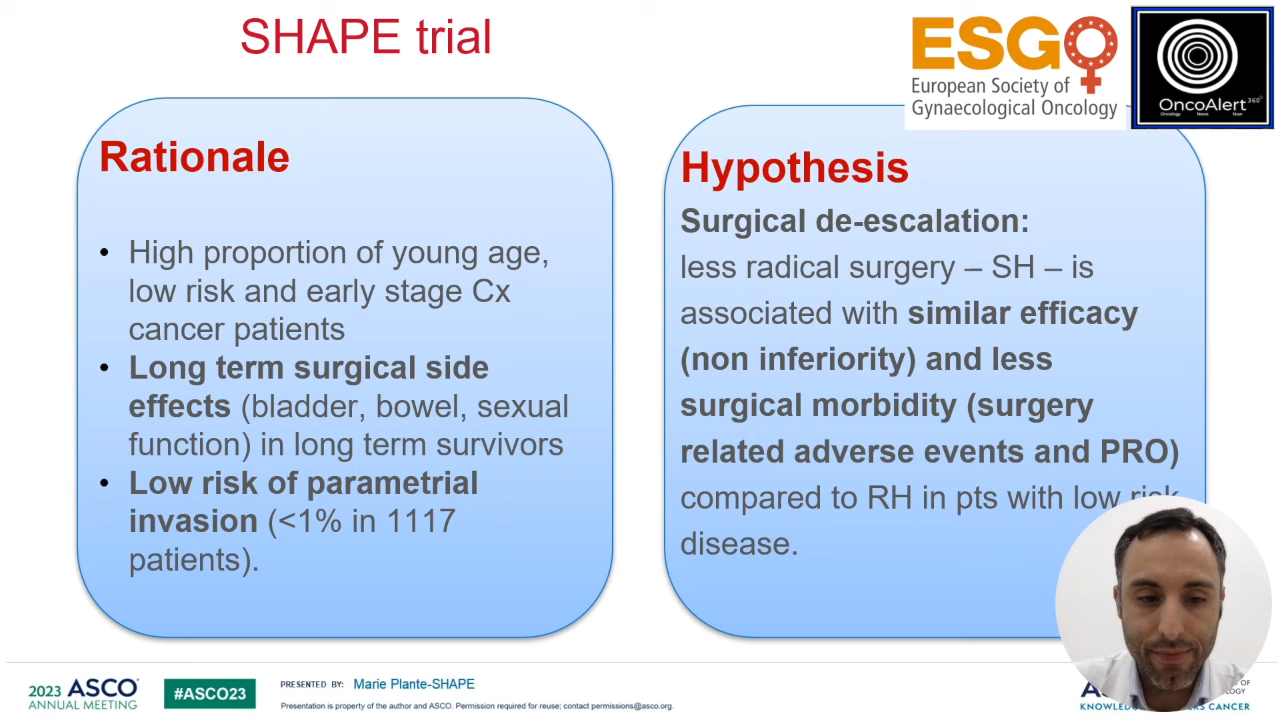 SHAPE trial
ESGO
European Society of
Gynaecological Oncology
OncoAlert 360°
Oncology News Now
Rationale
• High proportion of young age,
low risk and early stage Cx
cancer patients
• Long term surgical side
effects (bladder, bowel, sexual
function) in long term survivors
• Low risk of parametrial
invasion (<1% in 1117
patients).
Hypothesis
Surgical de-escalation:
less radical surgery – SH – is
associated with similar efficacy
(non inferiority) and less
surgical morbidity (surgery
related adverse events and PRO)
compared to RH in pts with low risk
disease.
2023 ASCO
ANNUAL MEETING
#ASCO23
PRESENTED BY: Marie Plante-SHAPE
Presentation is property of the author and ASCO. Permission required for reuse; contact permissions@asco.org.
CANCER